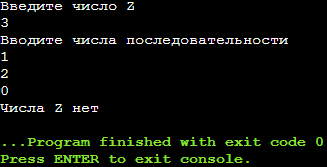 Введите число Z
3
Вводите числа последовательности
1
2
0
Числа Z нет
...Program finished with exit code 0
Press ENTER to exit console.